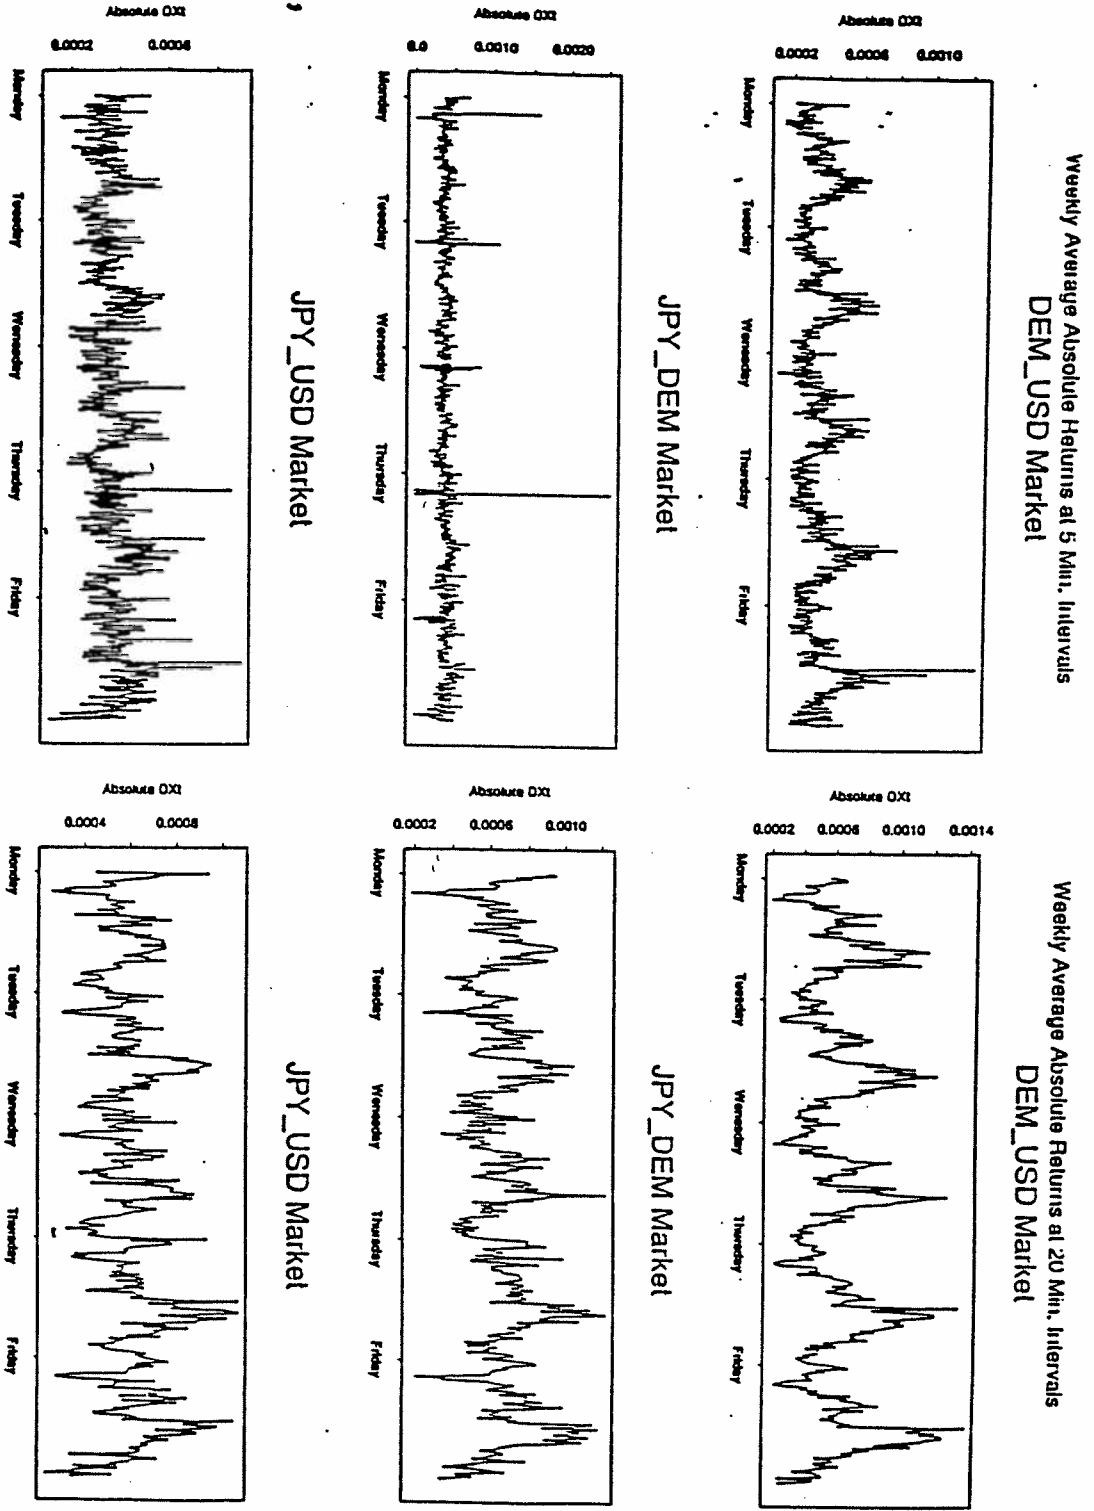 Weekly Average Absolute Returns at 5 Min. Intervals
DEM_USD Market
Absolute DXt
0.0002 0.0006 0.0010
Monday Tuesday Wenesday Thursday Friday
JPY_DEM Market
Absolute DXt
0.0 0.0010 0.0020
Monday Tuesday Wenesday Thursday Friday
JPY_USD Market
Absolute DXt
0.0002 0.0006
Monday Tuesday Wenesday Thursday Friday
Weekly Average Absolute Returns at 20 Min. Intervals
DEM_USD Market
Absolute DXt
0.0002 0.0006 0.0010 0.0014
Monday Tuesday Wenesday Thursday Friday
JPY_DEM Market
Absolute DXt
0.0002 0.0006 0.0010
Monday Tuesday Wenesday Thursday Friday
JPY_USD Market
Absolute DXt
0.0004 0.0008
Monday Tuesday Wenesday Thursday Friday